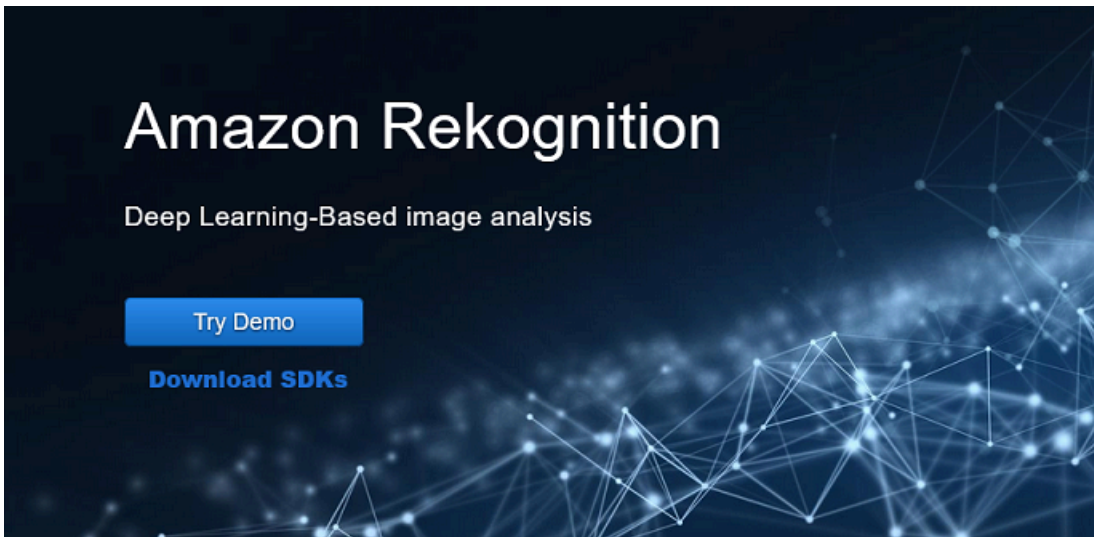 Amazon Rekognition
Deep Learning-Based image analysis
Try Demo
Download SDKs